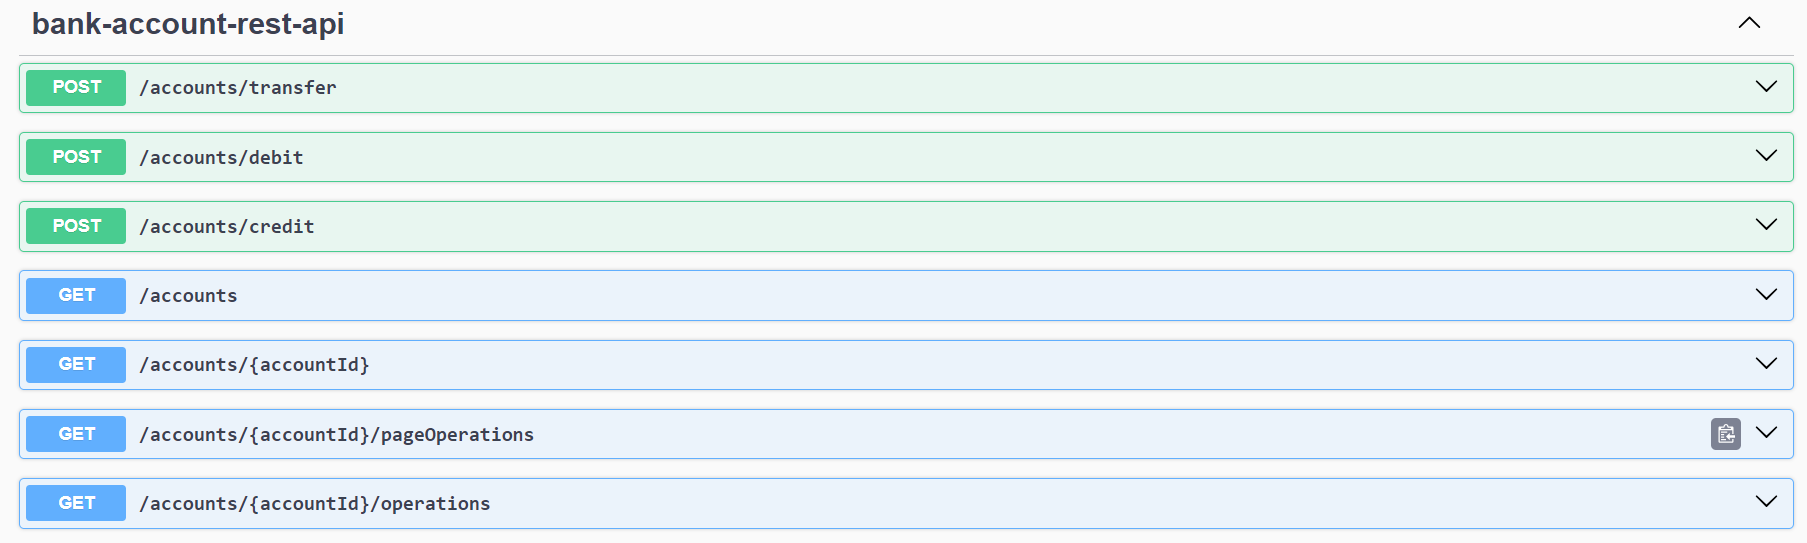 bank-account-rest-api
POST /accounts/transfer
POST /accounts/debit
POST /accounts/credit
GET /accounts
GET /accounts/{accountId}
GET /accounts/{accountId}/pageOperations
GET /accounts/{accountId}/operations